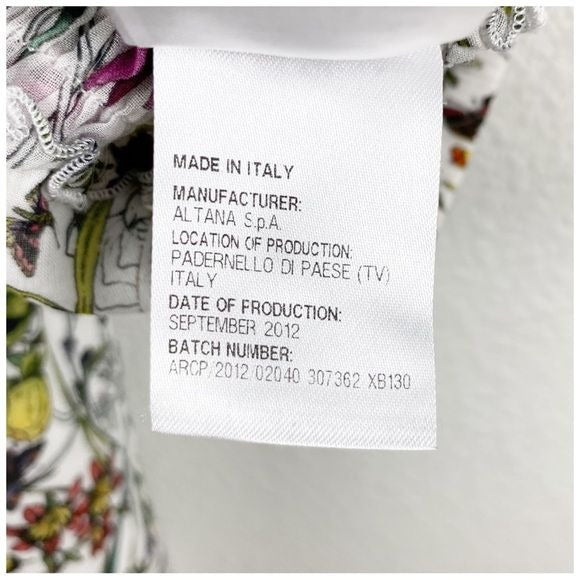 MADE IN ITALY
MANUFACTURER:
ALTANA S.p.A.
LOCATION OF PRODUCTION:
PADERNELLO DI PAESE (TV)
ITALY
DATE OF PRODUCTION:
SEPTEMBER 2012
BATCH NUMBER:
ARCP/2012/02040 307362 XB130